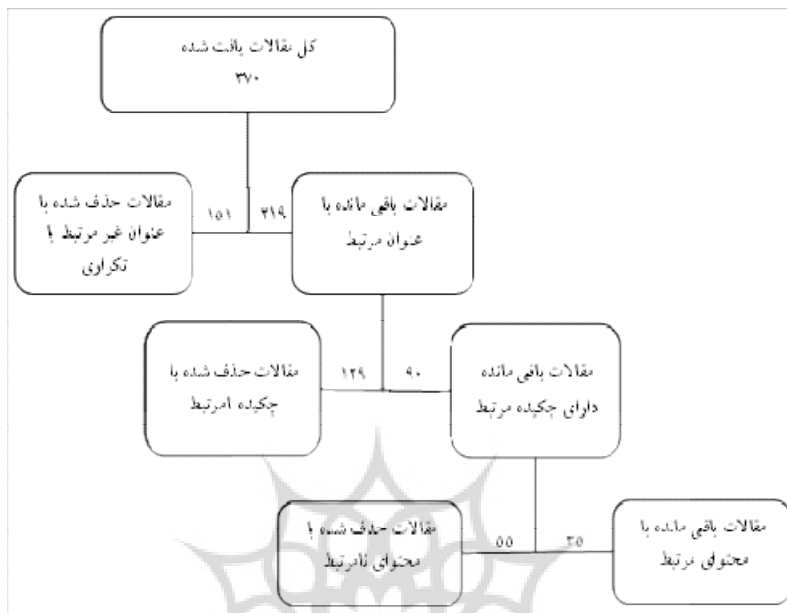 کل مقالات یافت شده
۳۷۰
مقالات حذف شده با
عنوان غیر مرتبط یا
تکراوی
۱۵۱
۲۱۹
مقالات باقی مانده با
عنوان مرتبط
مقالات حذف شده با
چکیده امرتبط
۱۲۹
۹۰
مقالات باقی مانده
دارای چکیده مرتبط
مقالات حذف شده با
محتوای نامرتبط
۵۵
۳۵
مقالات باقی مانده با
محتوای مرتبط